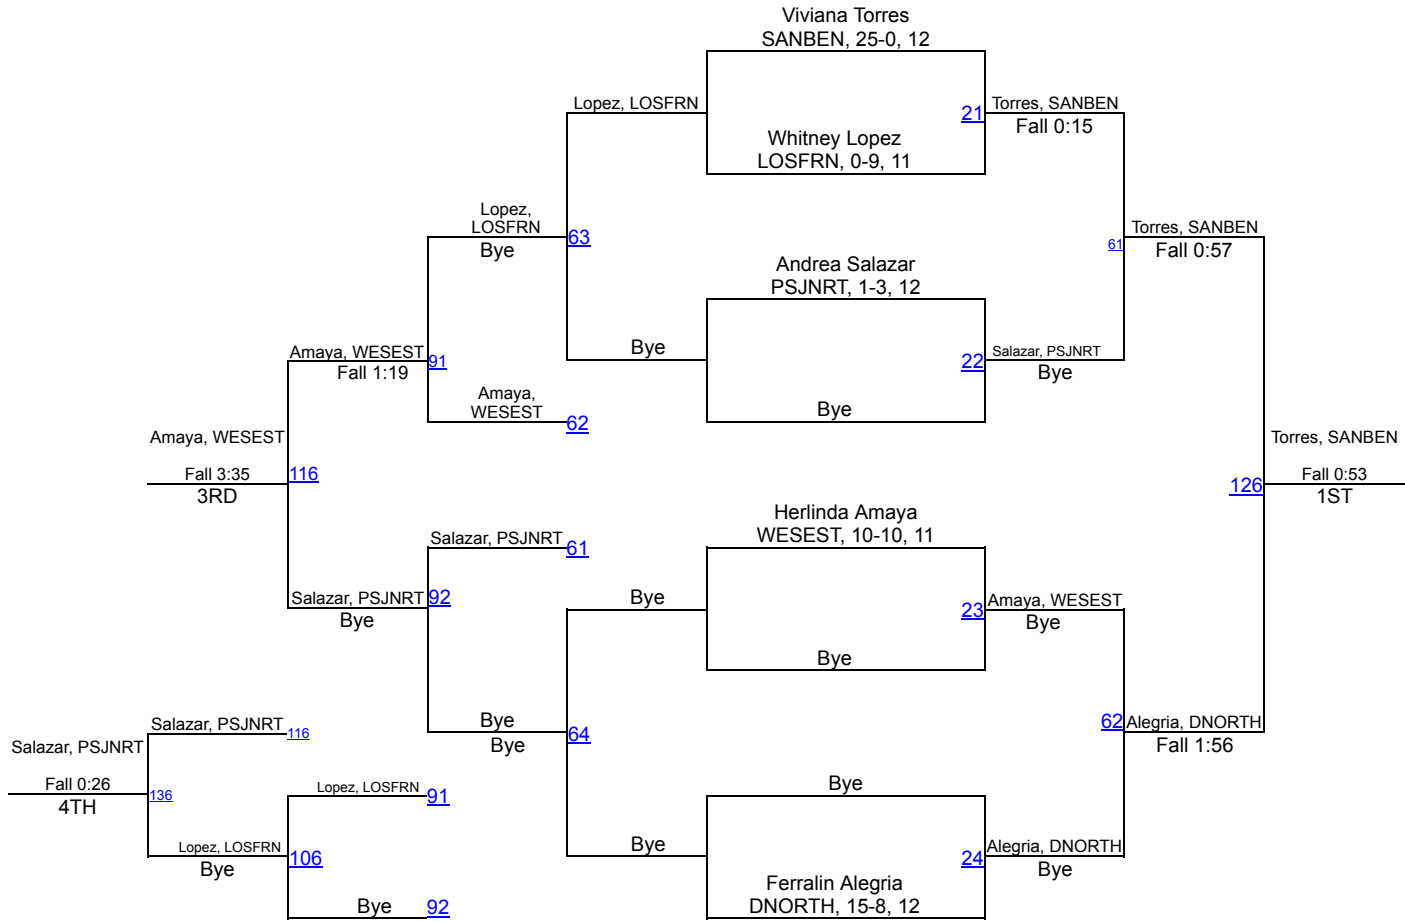 Viviana Torres
SANBEN, 25-0, 12
Lopez, LOSFRN
21
Torres, SANBEN
Fall 0:15
Whitney Lopez
LOSFRN, 0-9, 11
Lopez,
LOSFRN
Bye
63
61
Torres, SANBEN
Fall 0:57
Andrea Salazar
PSJNRT, 1-3, 12
Amaya, WESEST
Fall 1:19
91
Bye
22
Salazar, PSJNRT
Bye
Amaya,
WESEST
62
Bye
Amaya, WESEST
Fall 3:35
3RD
116
126
Torres, SANBEN
Fall 0:53
1ST
Herlinda Amaya
WESEST, 10-10, 11
Salazar, PSJNRT
61
Salazar, PSJNRT
Bye
92
Bye
23
Amaya, WESEST
Bye
Bye
Bye
Bye
64
62
Alegria, DNORTH
Fall 1:56
Salazar, PSJNRT
116
Salazar, PSJNRT
Fall 0:26
4TH
136
Lopez, LOSFRN
91
Bye
Lopez, LOSFRN
Bye
106
Bye
24
Alegria, DNORTH
Bye
Ferralin Alegria
DNORTH, 15-8, 12
Bye
92